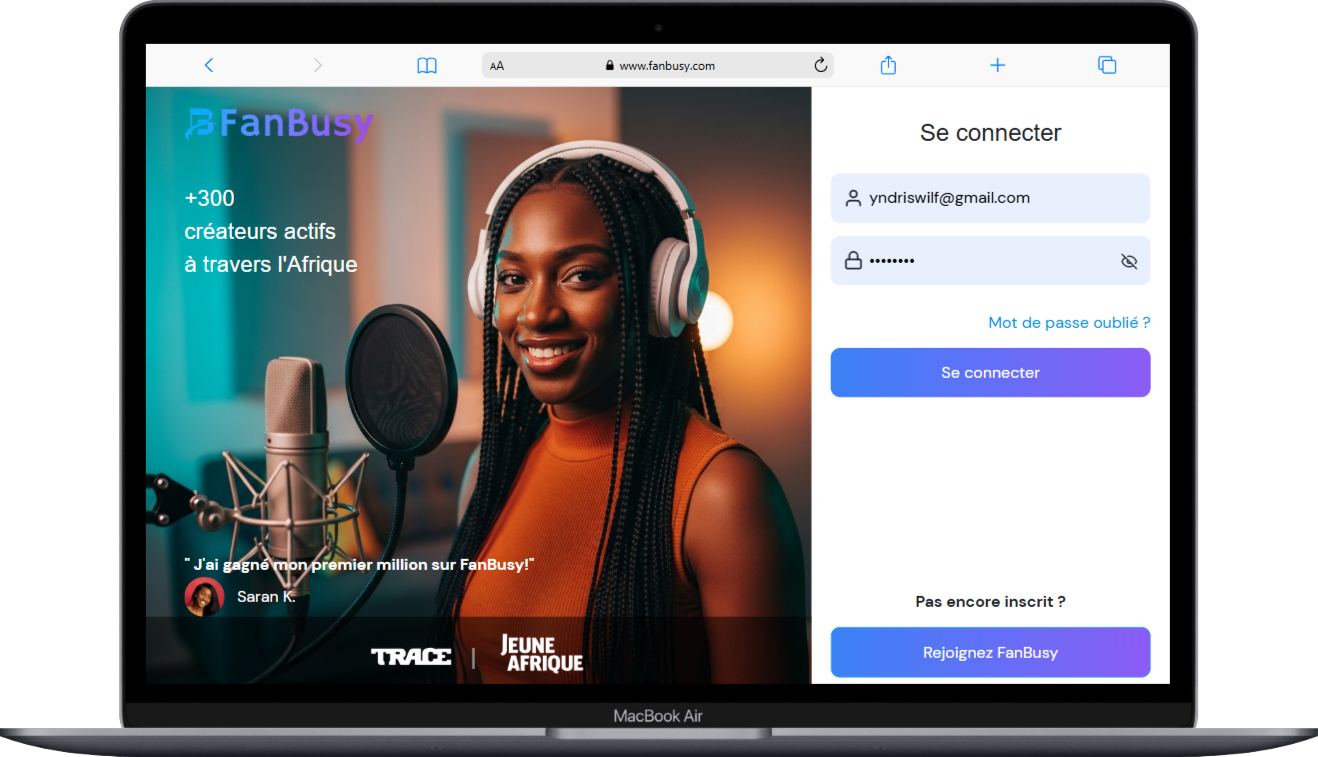 AA
www.fanbusy.com
FanBusy
+300
créateurs actifs
à travers l'Afrique
" J'ai gagné mon premier million sur FanBusy!"
Saran K.
TRACE | JEUNE AFRIQUE
Se connecter
yndriswilf@gmail.com
••••••••
Mot de passe oublié ?
Se connecter
Pas encore inscrit ?
Rejoignez FanBusy
MacBook Air